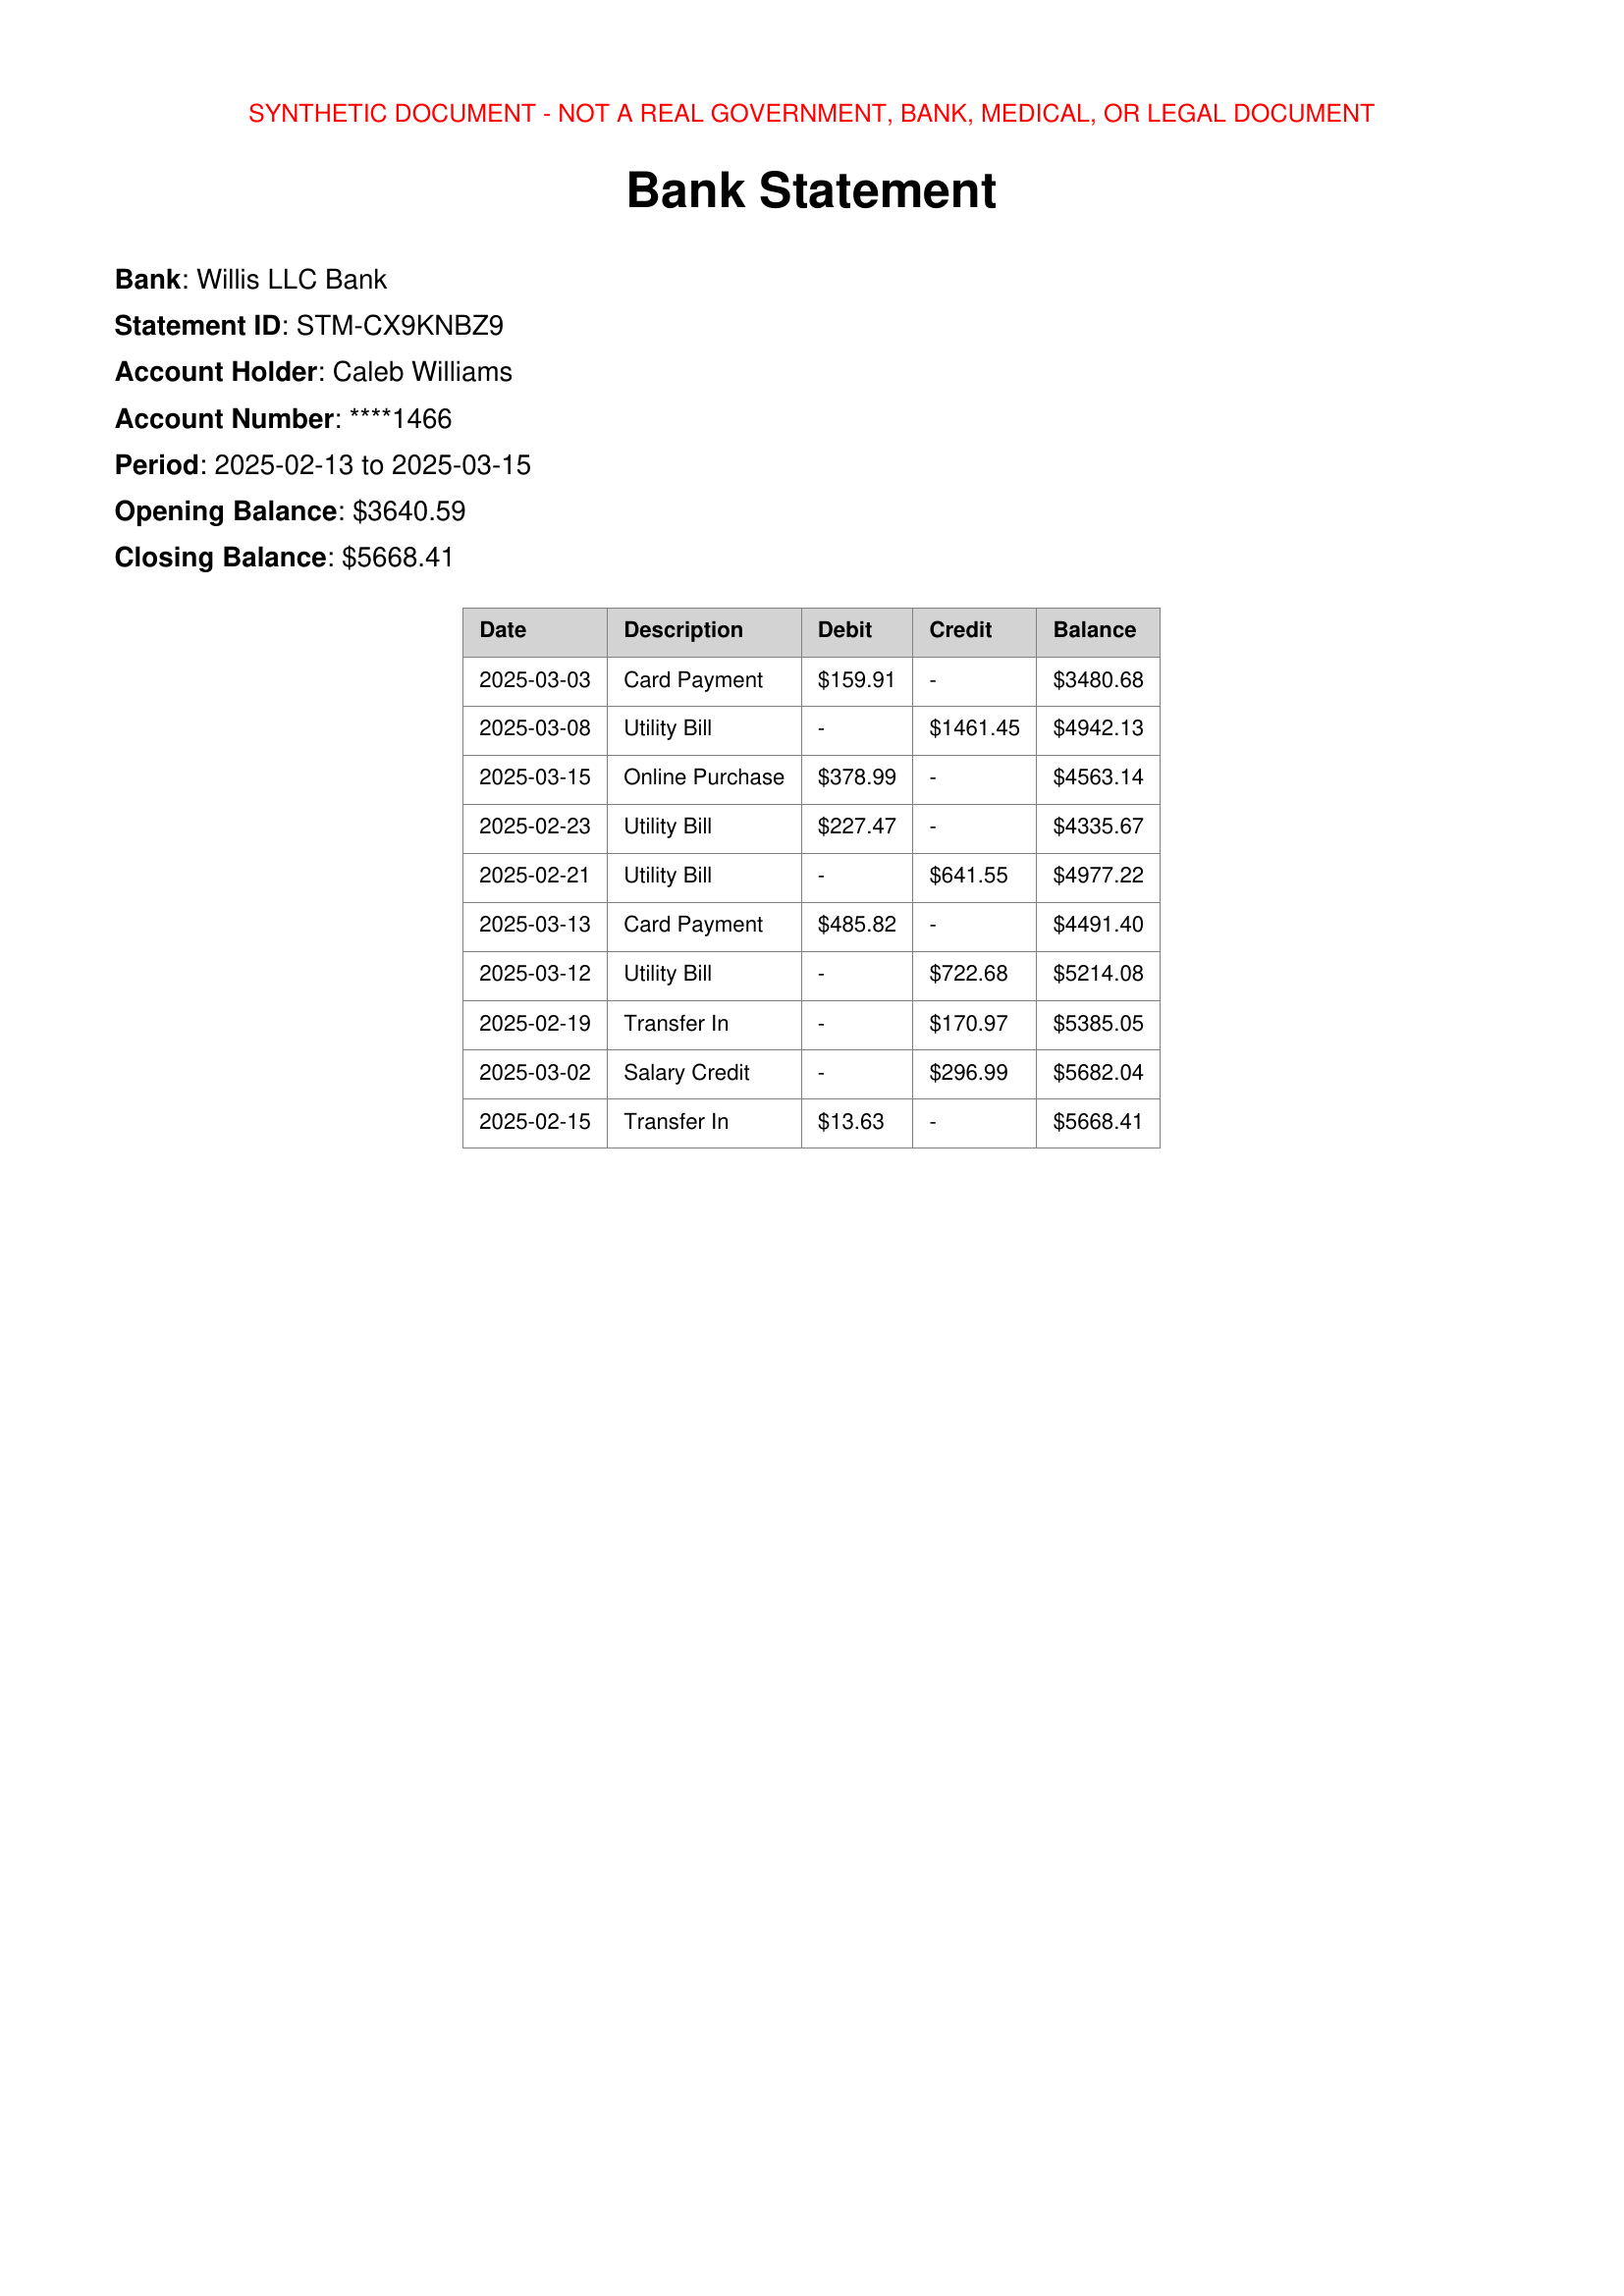 SYNTHETIC DOCUMENT - NOT A REAL GOVERNMENT, BANK, MEDICAL, OR LEGAL DOCUMENT
Bank Statement
Bank: Willis LLC Bank
Statement ID: STM-CX9KNBZ9
Account Holder: Caleb Williams
Account Number: ****1466
Period: 2025-02-13 to 2025-03-15
Opening Balance: $3640.59
Closing Balance: $5668.41
Date Description Debit Credit Balance
2025-03-03 Card Payment $159.91 - $3480.68
2025-03-08 Utility Bill - $1461.45 $4942.13
2025-03-15 Online Purchase $378.99 - $4563.14
2025-02-23 Utility Bill $227.47 - $4335.67
2025-02-21 Utility Bill - $641.55 $4977.22
2025-03-13 Card Payment $485.82 - $4491.40
2025-03-12 Utility Bill - $722.68 $5214.08
2025-02-19 Transfer In - $170.97 $5385.05
2025-03-02 Salary Credit - $296.99 $5682.04
2025-02-15 Transfer In $13.63 - $5668.41